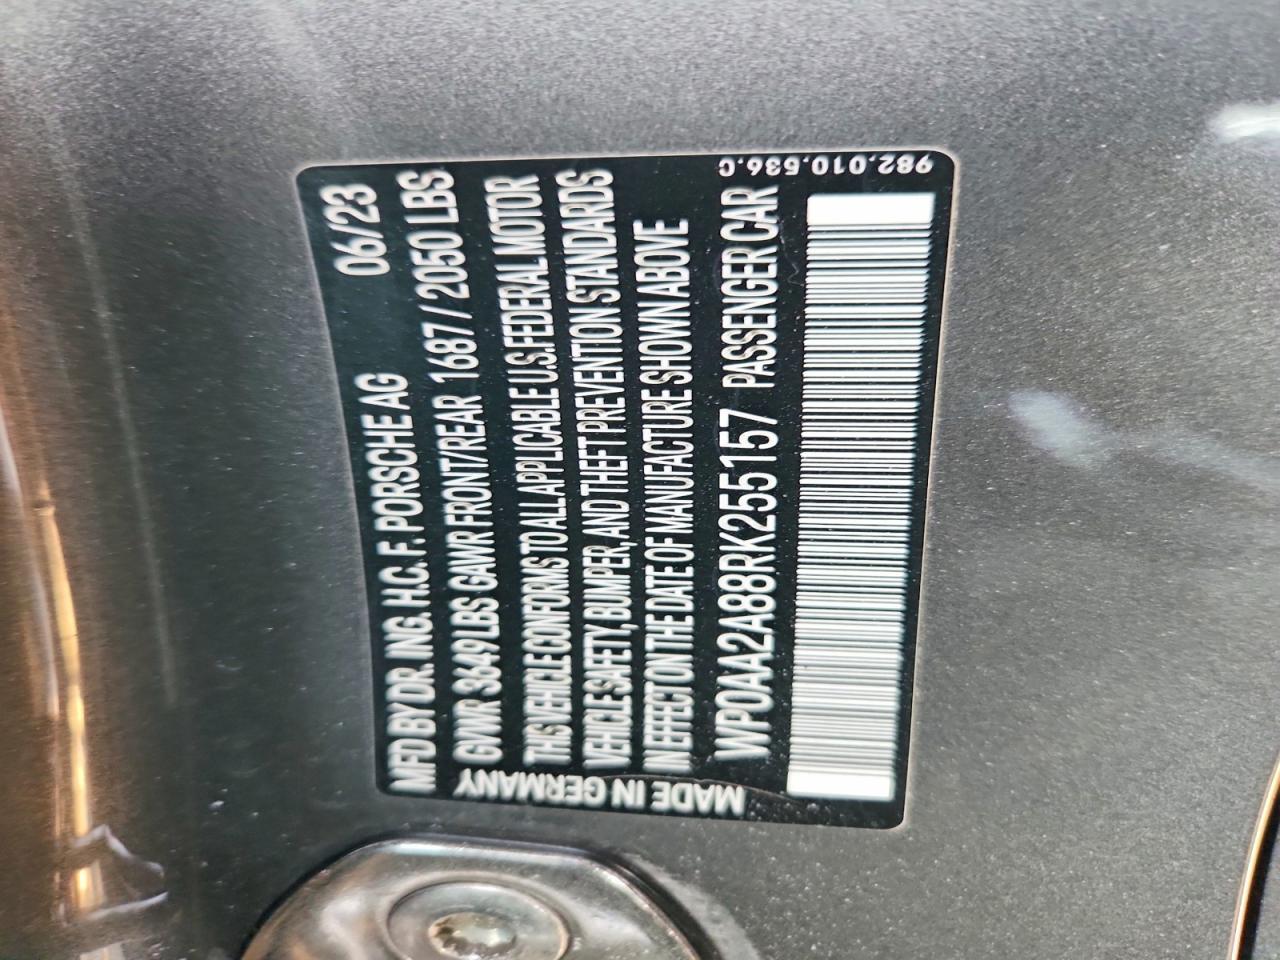 MFD BY DR. ING. H.C. F. PORSCHE AG 06/23
GVWR 3649 LBS GAWR FRONT/REAR 1687 / 2050 LBS
THIS VEHICLE CONFORMS TO ALL APPLICABLE U.S. FEDERAL MOTOR
VEHICLE SAFETY, BUMPER, AND THEFT PREVENTION STANDARDS
IN EFFECT ON THE DATE OF MANUFACTURE SHOWN ABOVE
WP0AA2A88RK255157 PASSENGER CAR
MADE IN GERMANY
982.010.536.C